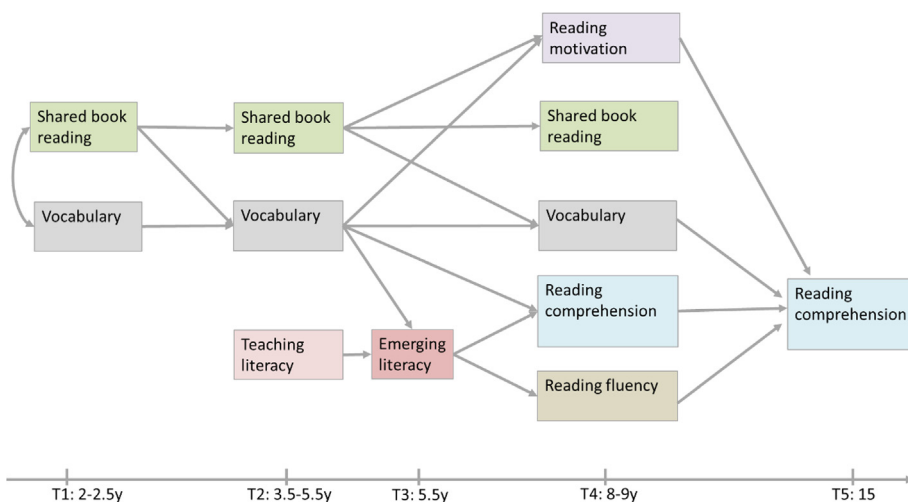 Reading
motivation
Shared book
reading
Shared book
reading
Shared book
reading
Vocabulary
Vocabulary
Vocabulary
Reading
comprehension
Reading
comprehension
Teaching
literacy
Emerging
literacy
Reading fluency
T1: 2-2.5y
T2: 3.5-5.5y
T3: 5.5y
T4: 8-9y
T5: 15